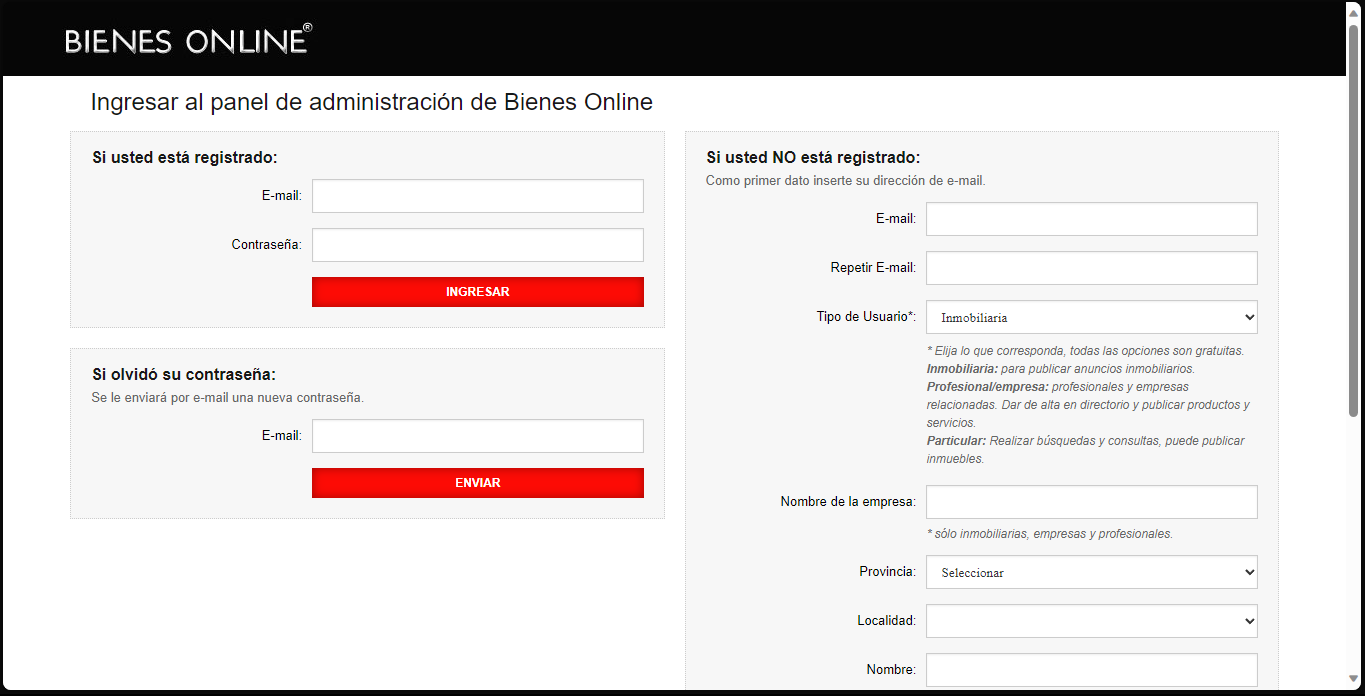 BIENES ONLINE®
Ingresar al panel de administración de Bienes Online
Si usted está registrado:
E-mail:
Contraseña:
INGRESAR
Si olvidó su contraseña:
Se le enviará por e-mail una nueva contraseña.
E-mail:
ENVIAR
Si usted NO está registrado:
Como primer dato inserte su dirección de e-mail.
E-mail:
Repetir E-mail:
Tipo de Usuario*: Inmobiliaria
* Elija lo que corresponda, todas las opciones son gratuitas.
Inmobiliaria: para publicar anuncios inmobiliarios.
Profesional/empresa: profesionales y empresas
relacionadas. Dar de alta en directorio y publicar productos y
servicios.
Particular: Realizar búsquedas y consultas, puede publicar
inmuebles.
Nombre de la empresa:
* sólo inmobiliarias, empresas y profesionales.
Provincia: Seleccionar
Localidad:
Nombre: